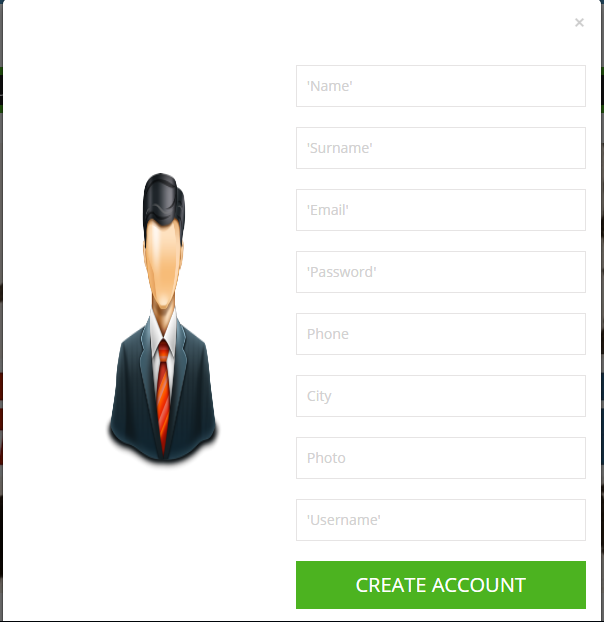 ×
'Name'
'Surname'
'Email'
'Password'
Phone
City
Photo
'Username'
CREATE ACCOUNT